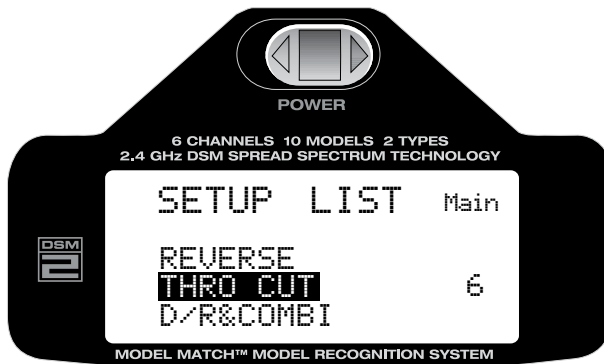 POWER
6 CHANNELS 10 MODELS 2 TYPES
2.4 GHz DSM SPREAD SPECTRUM TECHNOLOGY
SETUP LIST Main
DSM
2
REVERSE
THRO CUT 6
D/R&COMBI
MODEL MATCH™ MODEL RECOGNITION SYSTEM